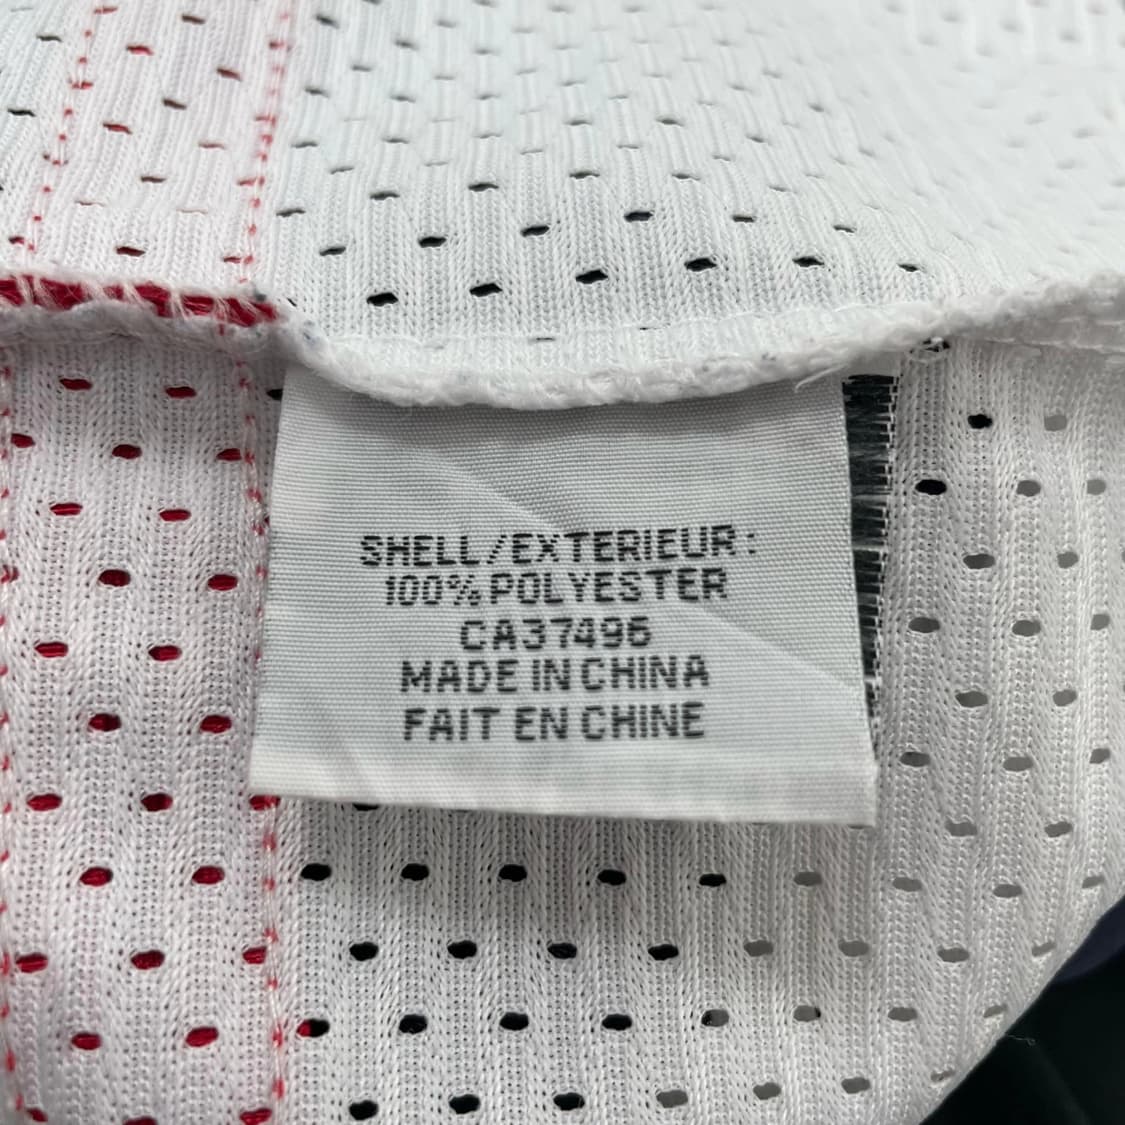 SHELL/EXTERIEUR:
100% POLYESTER
CA37496
MADE IN CHINA
FAIT EN CHINE